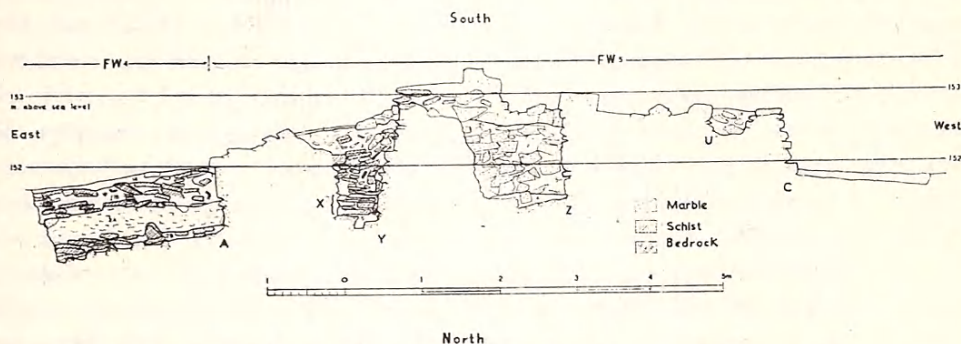 South
FW4 FW5
153 153
m. above sea level
East West
152 152
U
X C
Z
A Y
Marble
Schist
Bedrock
1 0 1 2 3 4 5m
North